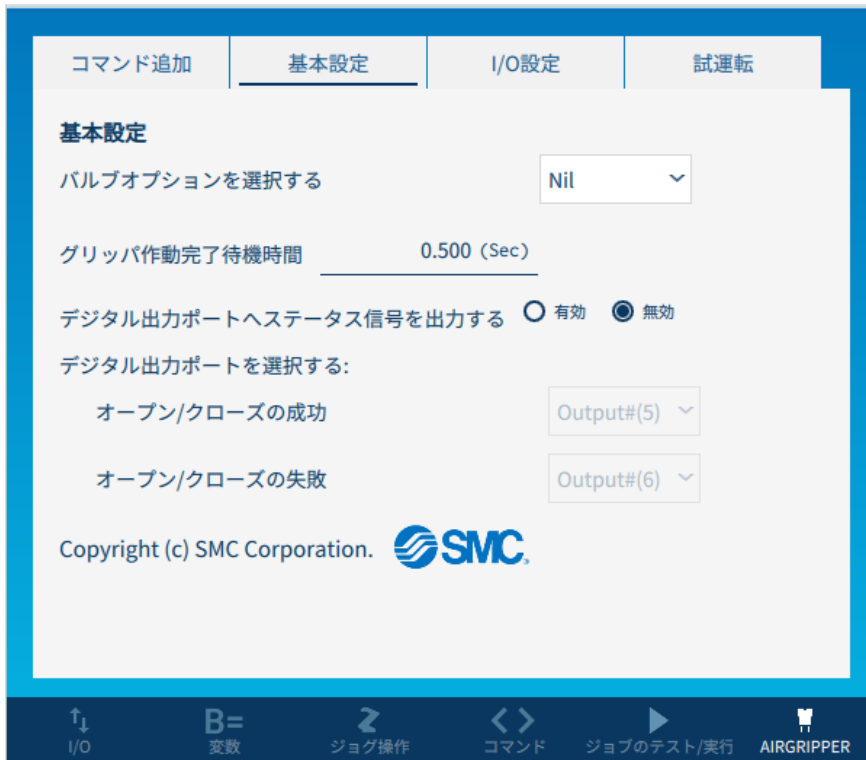 コマンド追加 基本設定 I/O設定 試運転
基本設定
バルブオプションを選択する Nil
グリッパ作動完了待機時間 0.500 (Sec)
デジタル出力ポートへステータス信号を出力する 有効 無効
デジタル出力ポートを選択する:
オープン/クローズの成功 Output#(5)
オープン/クローズの失敗 Output#(6)
Copyright (c) SMC Corporation. SMC
B=
I/O 変数 ジョグ操作 コマンド ジョブのテスト/実行 AIRGRIPPER